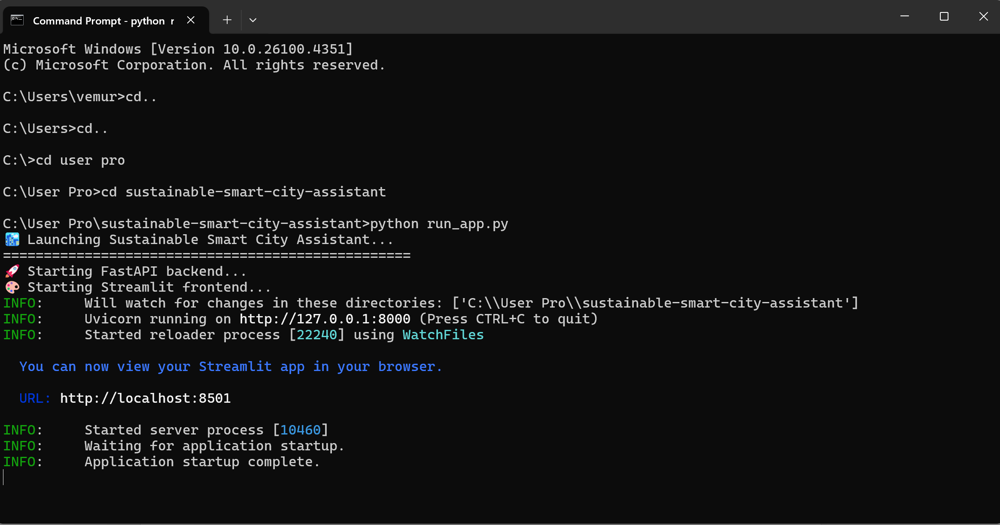 Command Prompt - python  r
Microsoft Windows [Version 10.0.26100.4351]
(c) Microsoft Corporation. All rights reserved.
C:\Users\vemur>cd..
C:\Users>cd..
C:\>cd user pro
C:\User Pro>cd sustainable-smart-city-assistant
C:\User Pro\sustainable-smart-city-assistant>python run_app.py
🏙️ Launching Sustainable Smart City Assistant...
==================================================
🚀 Starting FastAPI backend...
🎨 Starting Streamlit frontend...
INFO:     Will watch for changes in these directories: ['C:\\User Pro\\sustainable-smart-city-assistant']
INFO:     Uvicorn running on http://127.0.0.1:8000 (Press CTRL+C to quit)
INFO:     Started reloader process [22240] using WatchFiles
You can now view your Streamlit app in your browser.
URL: http://localhost:8501
INFO:     Started server process [10460]
INFO:     Waiting for application startup.
INFO:     Application startup complete.